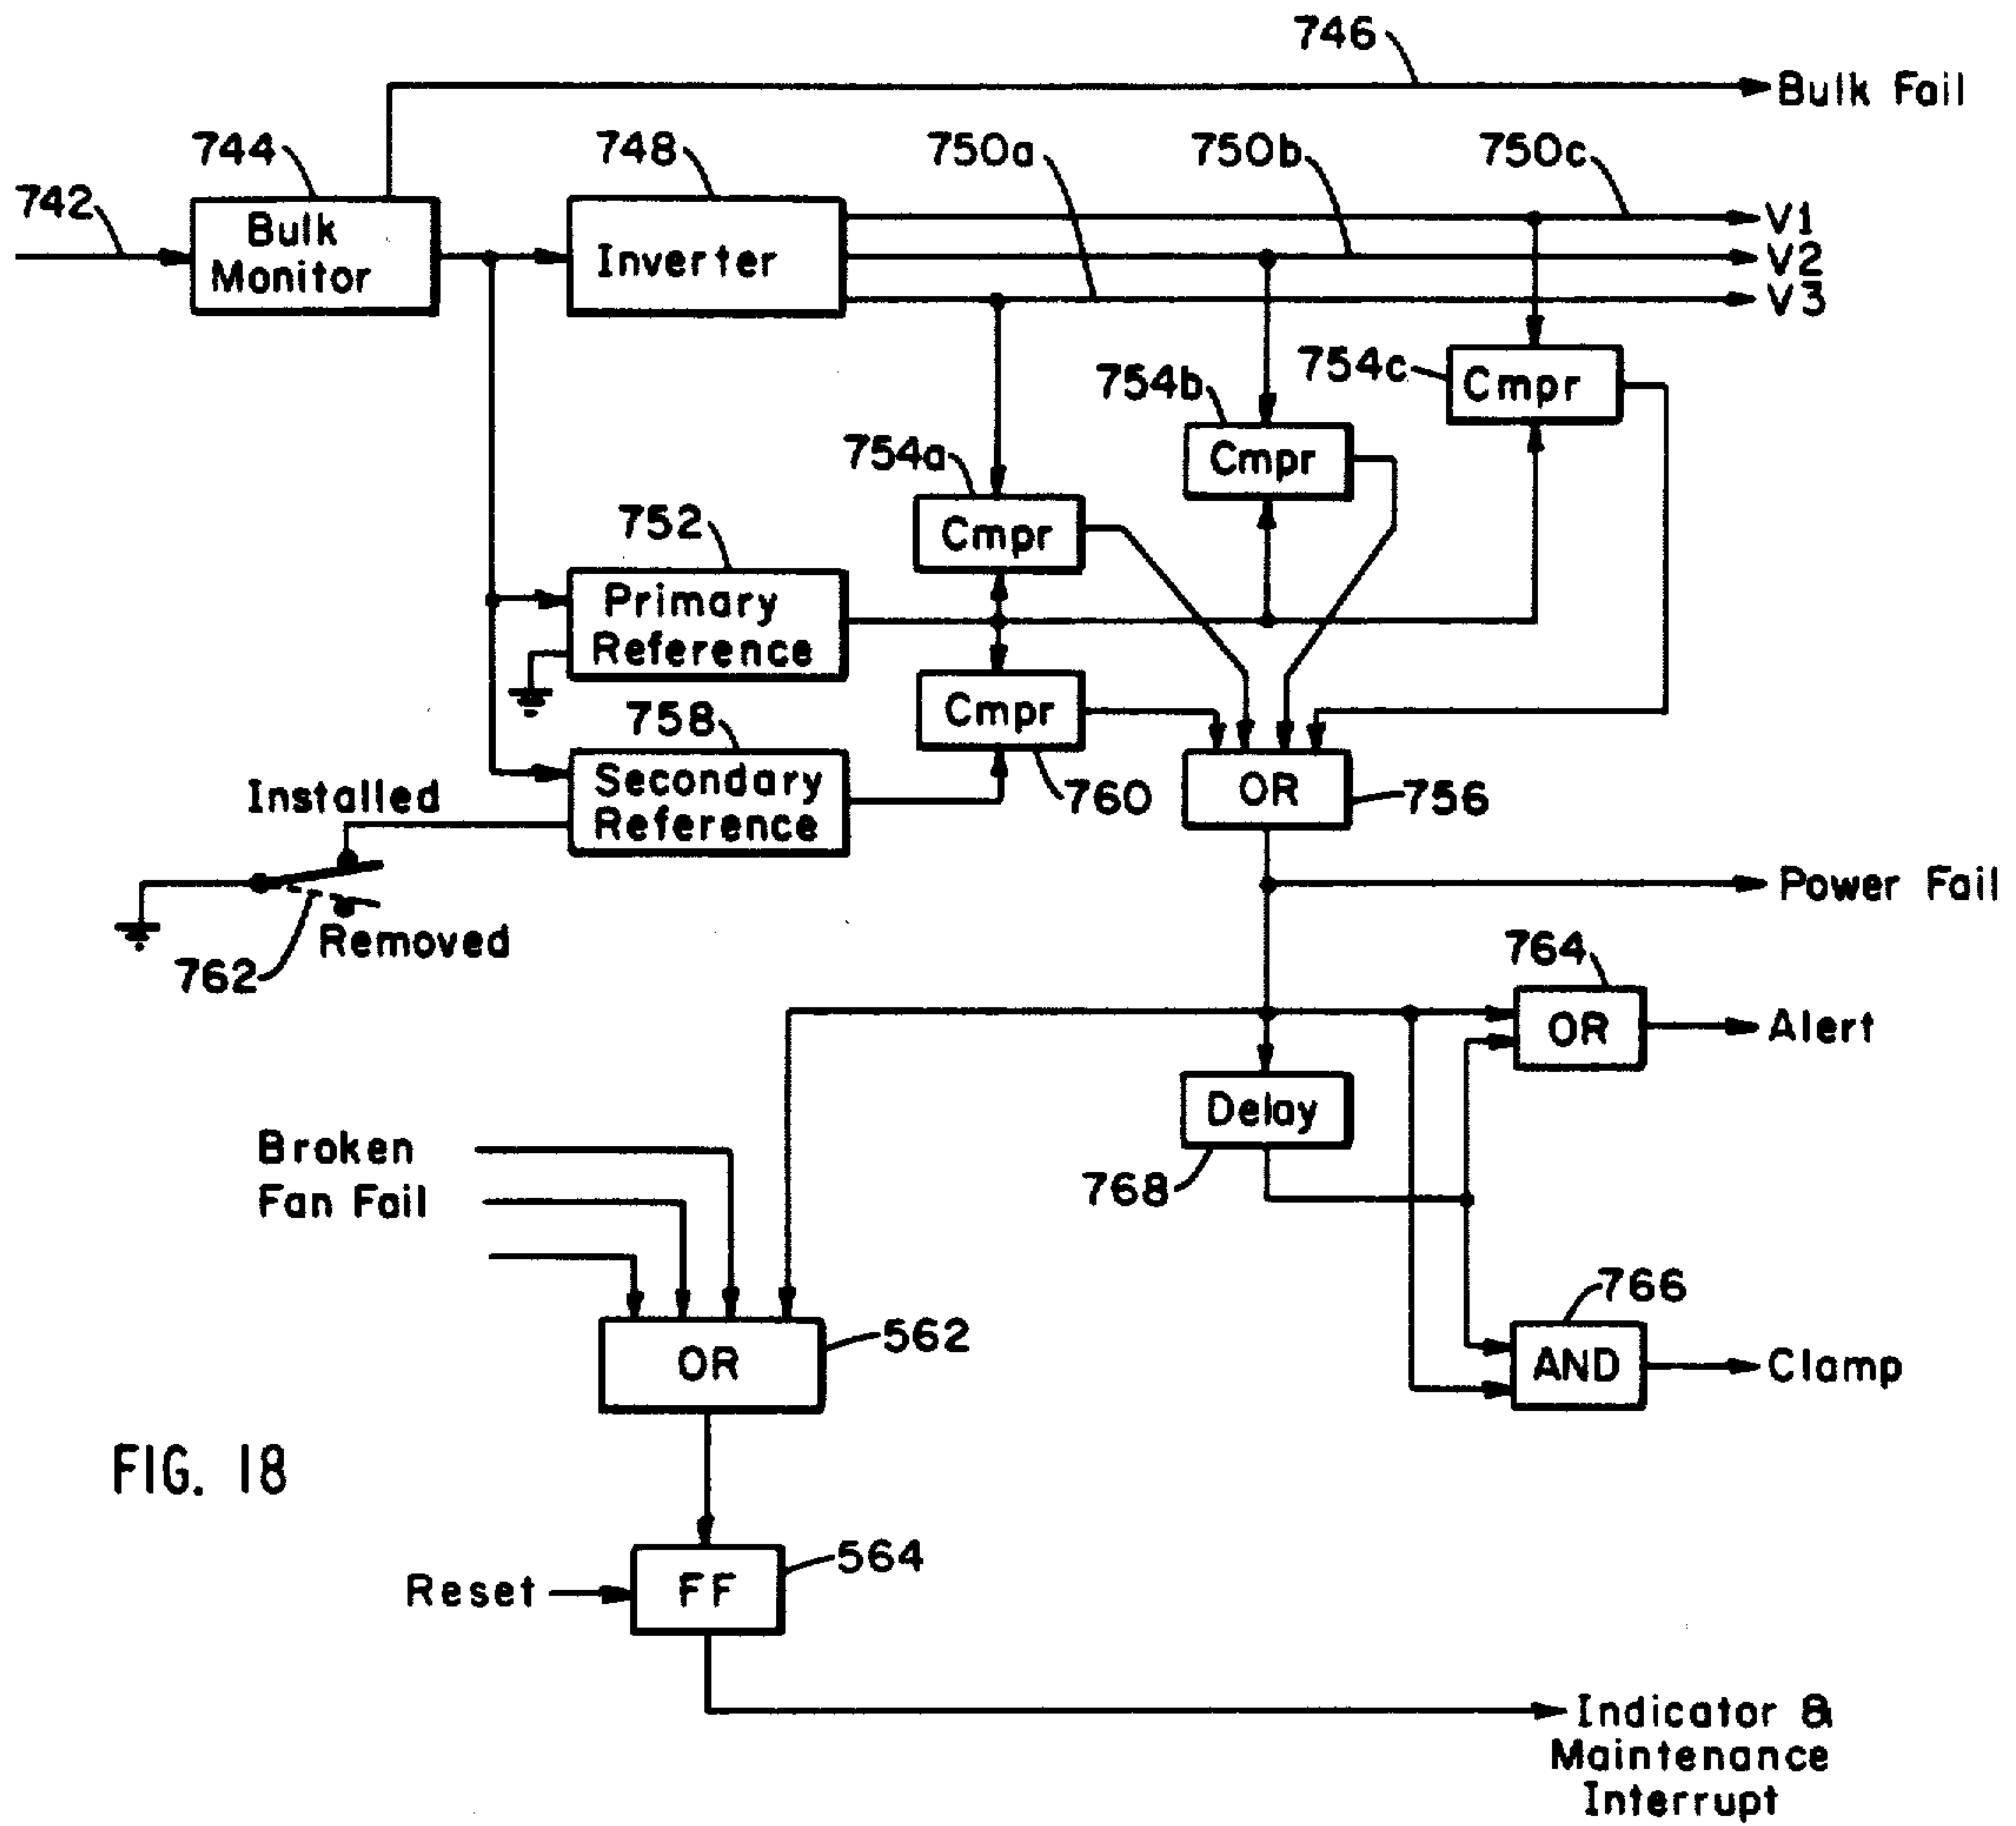 746
Bulk Fail
744
748
750a
750b
750c
742
Bulk
Monitor
Inverter
V1
V2
V3
754c
Cmpr
754b
Cmpr
754a
Cmpr
752
Primary
Reference
Cmpr
758
760
Secondary
Reference
OR
756
Installed
Removed
762
Power Fail
764
OR
Alert
Delay
768
Broken
Fan Fail
766
AND
Clamp
OR
562
FIG. 18
Reset
FF
564
Indicator &
Maintenance
Interrupt